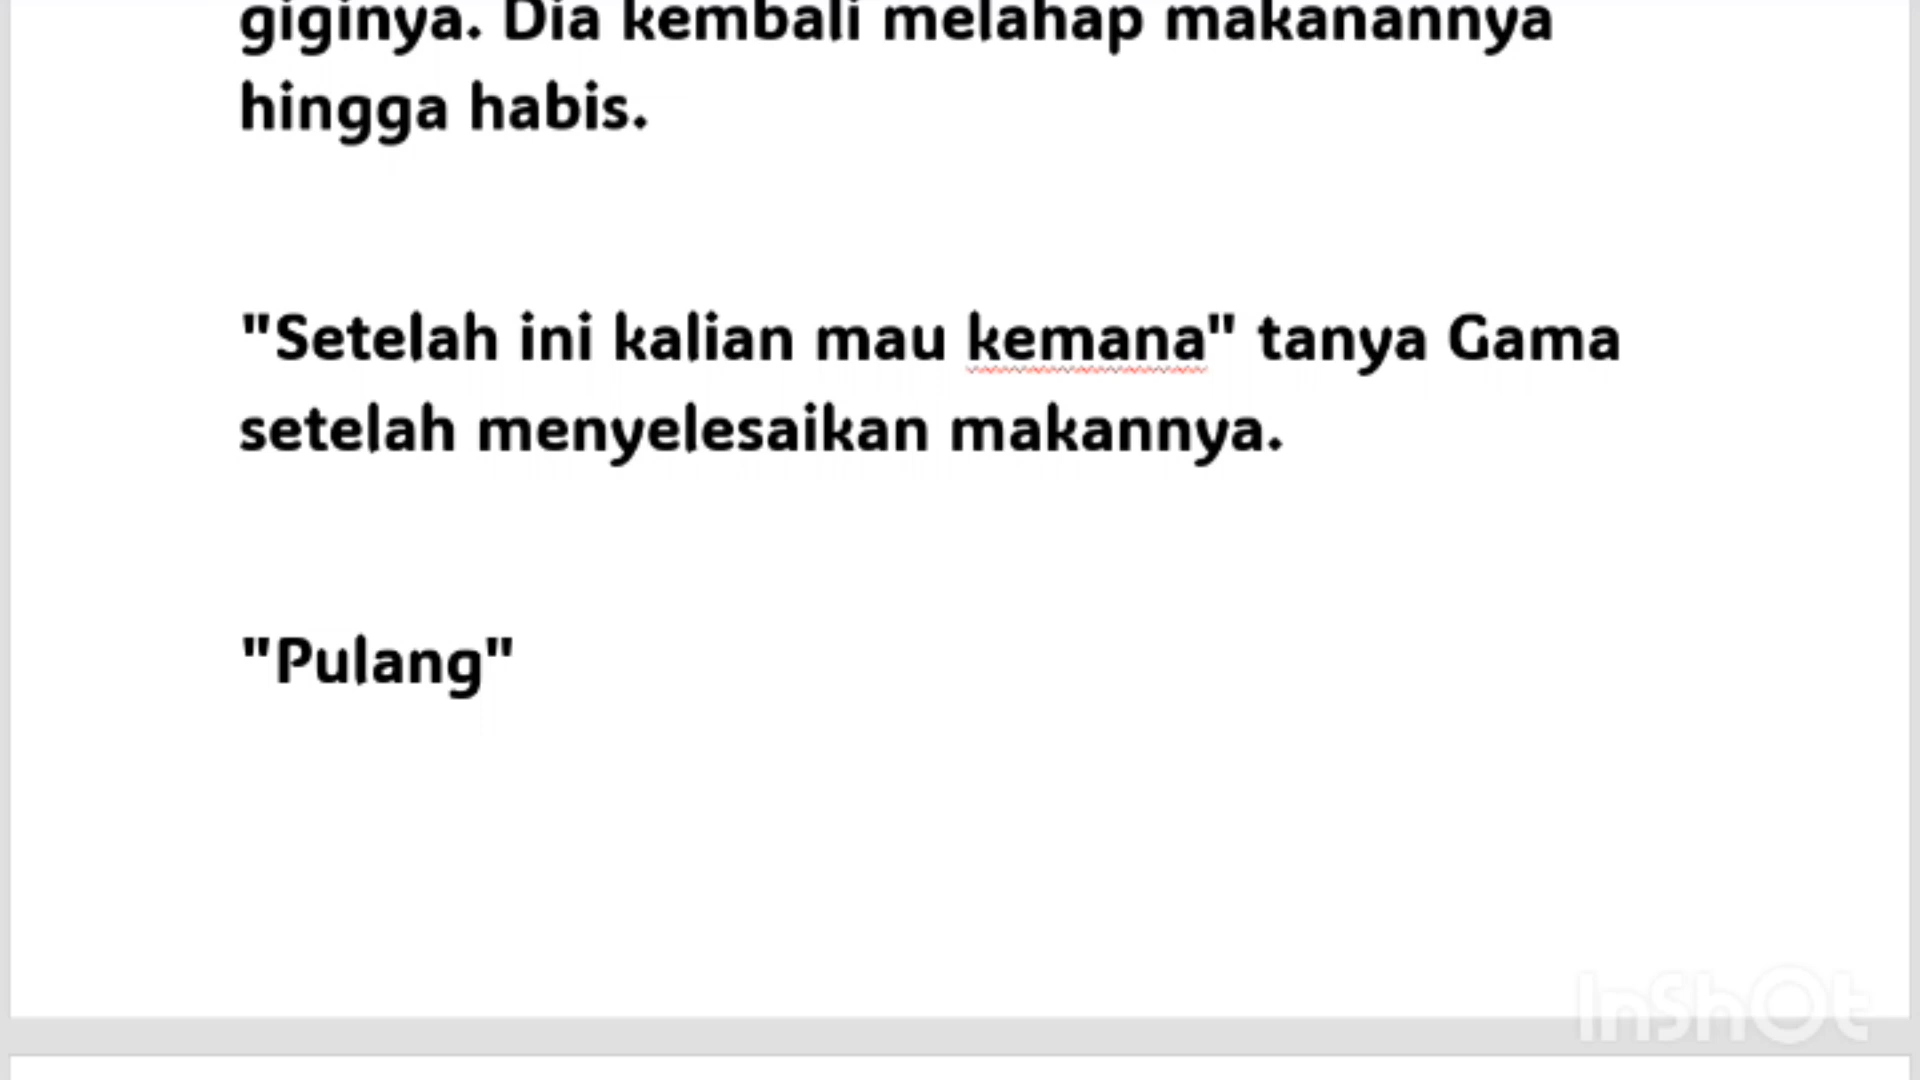 giginya. Dia kembali melahap makanannya
hingga habis.
"Setelah ini kalian mau kemana" tanya Gama
setelah menyelesaikan makannya.
"Pulang"
InShOt